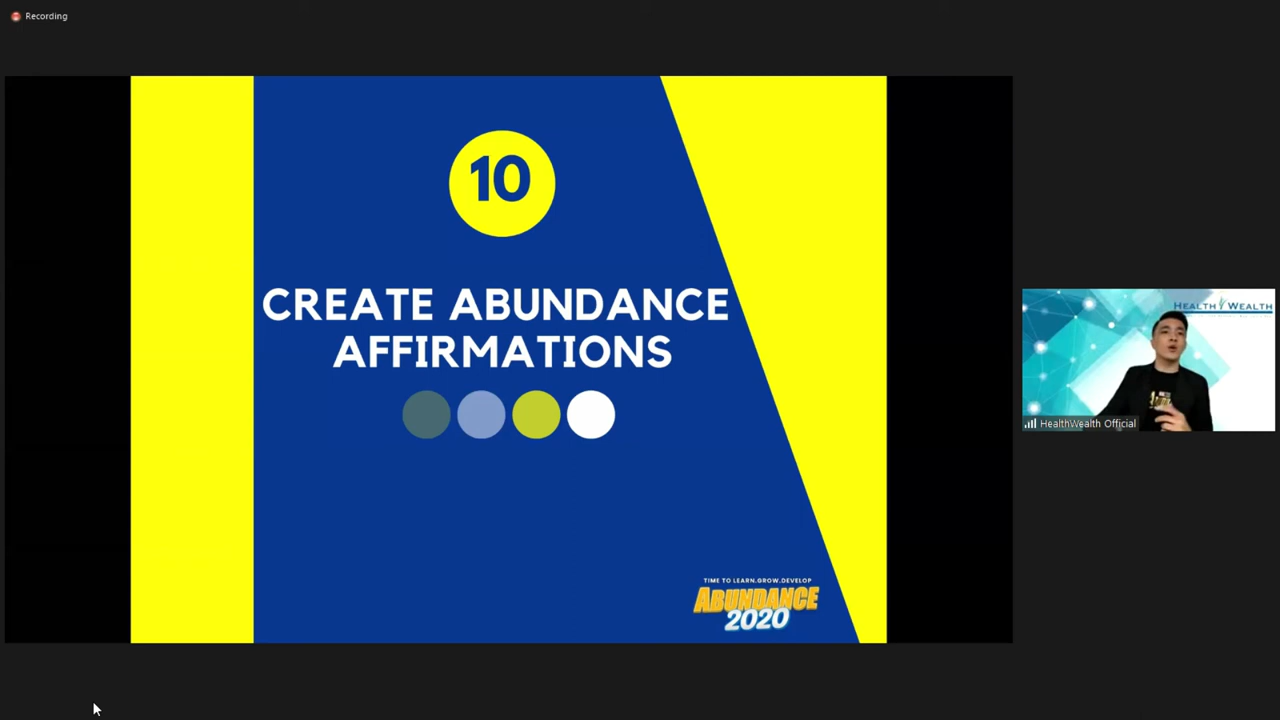 Recording
10
CREATE ABUNDANCE
AFFIRMATIONS
TIME TO LEARN.GROW.DEVELOP
ABUNDANCE
2020
HEALTH WEALTH
HealthWealth Official